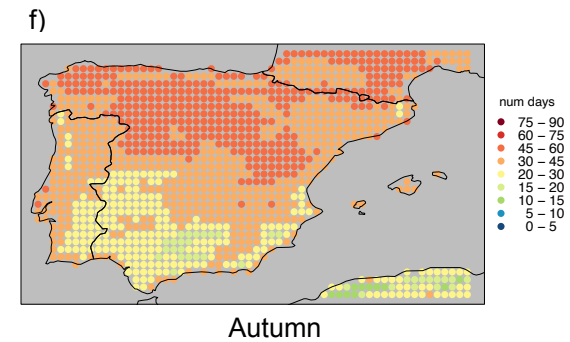 f)
num days
75 – 90
60 – 75
45 – 60
30 – 45
20 – 30
15 – 20
10 – 15
5 – 10
0 – 5
Autumn